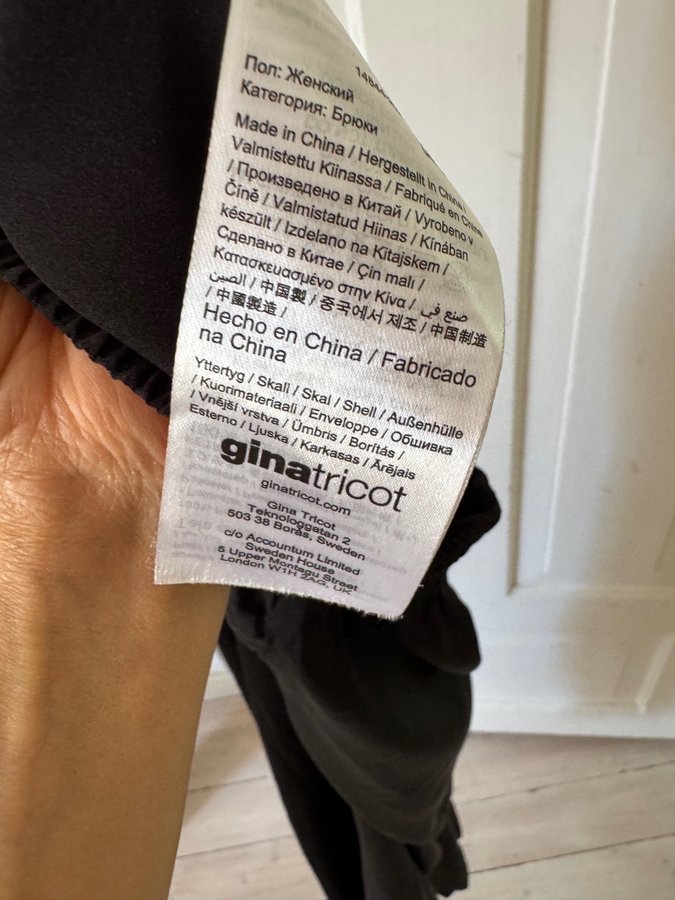 Пол: Женский
Категория: Брюки
Made in China / Hergestellt in China /
Valmistettu Kiinassa / Fabriqué en Chine
/ Произведено в Китай / Vyrobeno v
Číně / Valmistatud Hiinas / Kínában
készült / Izdelano na Kitajskem /
Сделано в Китае / Çin malı /
Κατασκευασμένο στην Κίνα / صنع في
الصين / 中国製 / 중국에서 제조 / 中国制造
/ 中國製造 /
Hecho en China / Fabricado
na China
Yttertyg / Skall / Skal / Shell / Außenhülle
/ Kuorimateriaali / Enveloppe / Обшивка
/ Vnější vrstva / Ümbris / Borítás /
Esterno / Ljuska / Karkasas / Ārējais
ginatricot
ginatricot.com
Gina Tricot
Teknologgatan 2
503 38 Borås, Sweden
c/o Accountum Limited
Sweden House
5 Upper Montagu Street
London W1H 2AG, UK